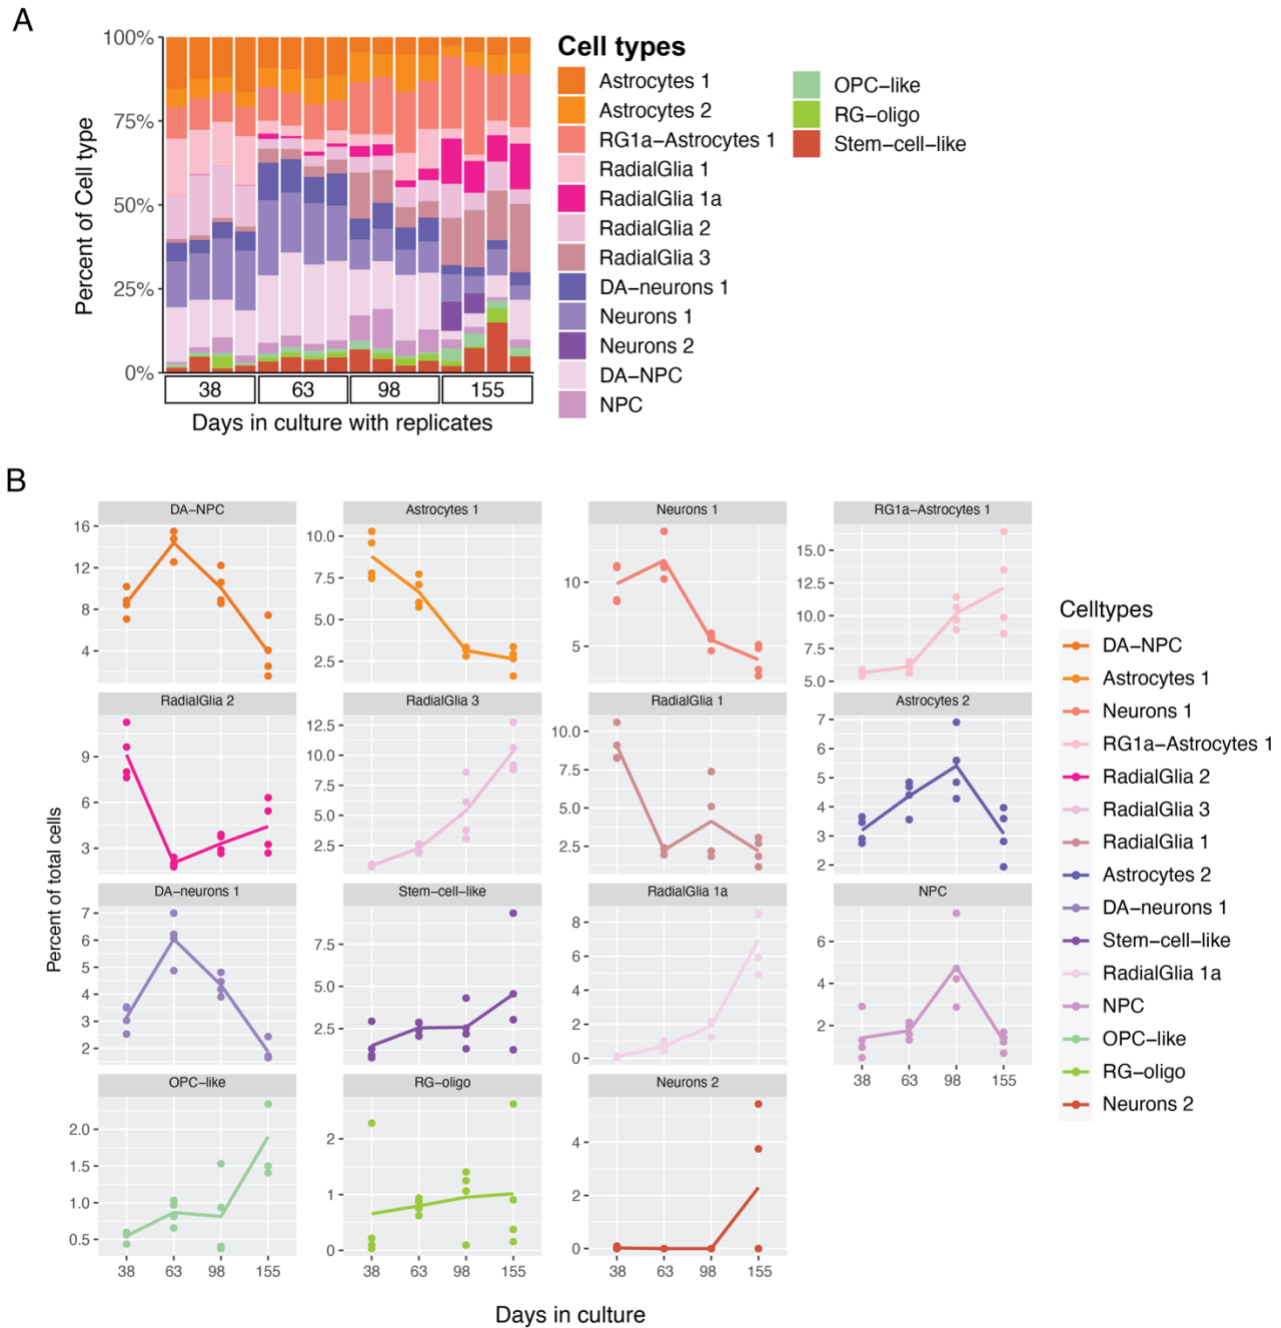 A
Percent of Cell type
100%
75%
50%
25%
0%
38 63 98 155
Days in culture with replicates
Cell types
Astrocytes 1
Astrocytes 2
RG1a-Astrocytes 1
RadialGlia 1
RadialGlia 1a
RadialGlia 2
RadialGlia 3
DA-neurons 1
Neurons 1
Neurons 2
DA-NPC
NPC
OPC-like
RG-oligo
Stem-cell-like
B
Percent of total cells
DA-NPC
16
12
8
4
Astrocytes 1
10.0
7.5
5.0
2.5
Neurons 1
10
5
RG1a-Astrocytes 1
15.0
12.5
10.0
7.5
5.0
RadialGlia 2
9
6
3
RadialGlia 3
12.5
10.0
7.5
5.0
2.5
RadialGlia 1
10.0
7.5
5.0
2.5
Astrocytes 2
7
6
5
4
3
2
DA-neurons 1
7
6
5
4
3
2
Stem-cell-like
7.5
5.0
2.5
RadialGlia 1a
8
6
4
2
0
NPC
6
4
2
38 63 98 155
OPC-like
2.0
1.5
1.0
0.5
38 63 98 155
RG-oligo
2
1
0
38 63 98 155
Neurons 2
4
2
0
38 63 98 155
Days in culture
Celltypes
DA-NPC
Astrocytes 1
Neurons 1
RG1a-Astrocytes 1
RadialGlia 2
RadialGlia 3
RadialGlia 1
Astrocytes 2
DA-neurons 1
Stem-cell-like
RadialGlia 1a
NPC
OPC-like
RG-oligo
Neurons 2